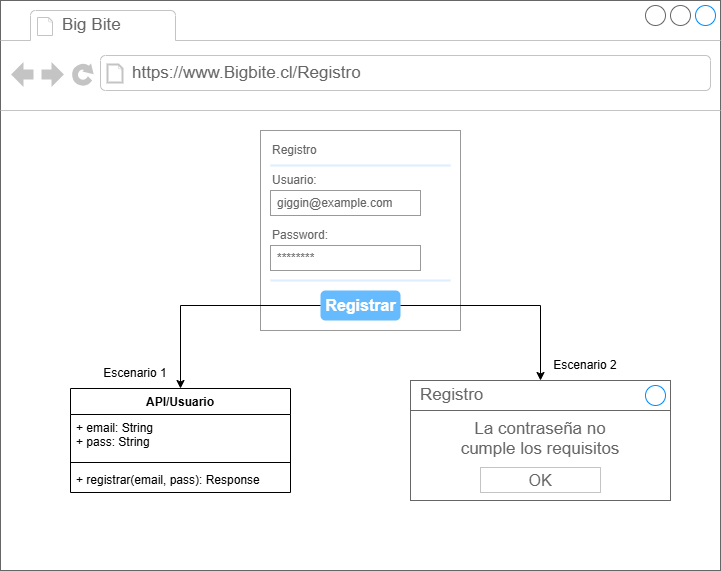 Big Bite
https://www.Bigbite.cl/Registro
Registro
Usuario:
giggin@example.com
Password:
********
Registrar
Escenario 1
Escenario 2
API/Usuario
+ email: String
+ pass: String
+ registrar(email, pass): Response
Registro
La contraseña no
cumple los requisitos
OK